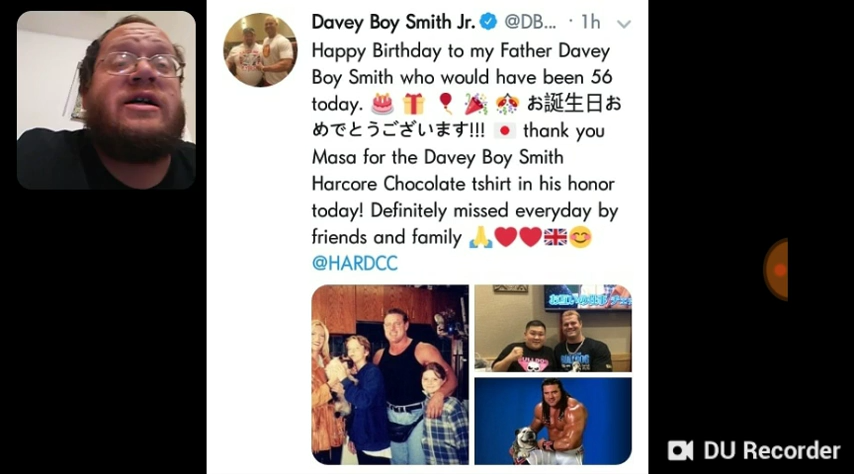 Davey Boy Smith Jr. @DB... · 1h
Happy Birthday to my Father Davey
Boy Smith who would have been 56
today. 🎂 🎁 🎈 🎉 🎊 お誕生日お
めでとうございます!!! 🇯🇵 thank you
Masa for the Davey Boy Smith
Harcore Chocolate tshirt in his honor
today! Definitely missed everyday by
friends and family 🙏❤️❤️🇬🇧😊
@HARDCC
DU Recorder